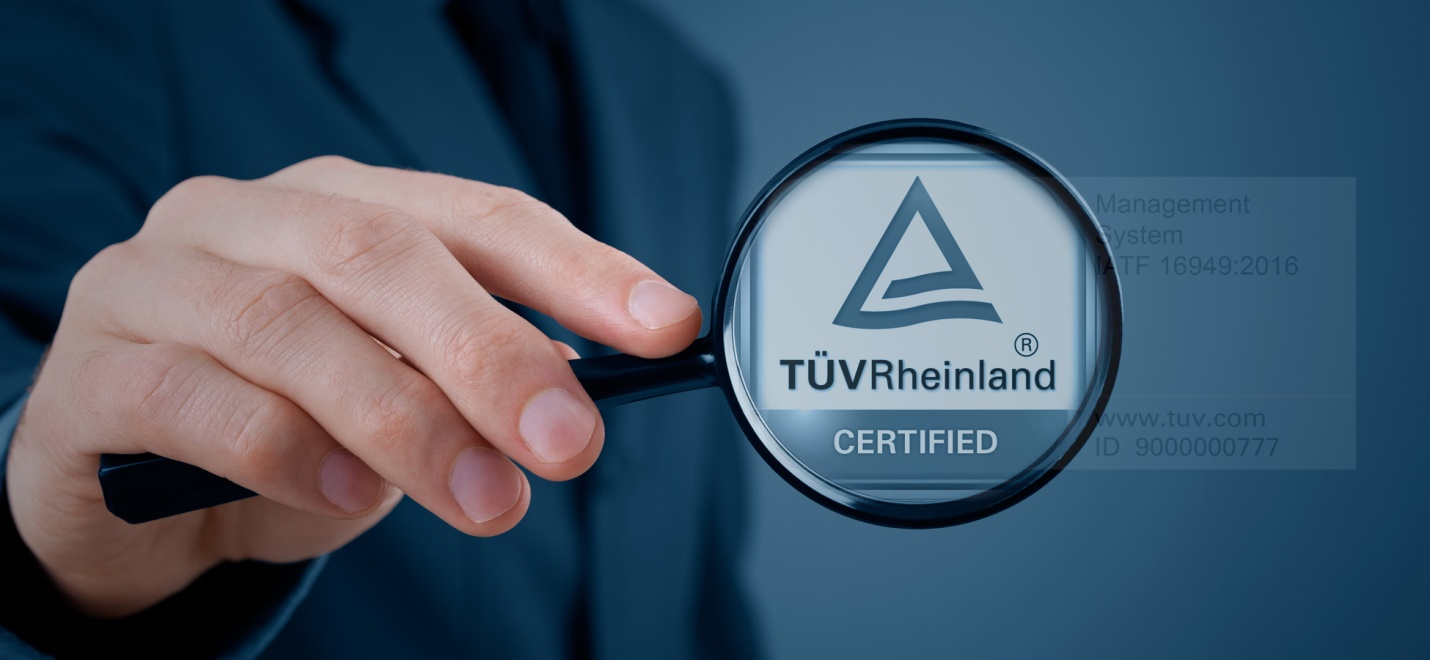 ®
TÜVRheinland
CERTIFIED
Management
System
IATF 16949:2016
www.tuv.com
ID 9000000777